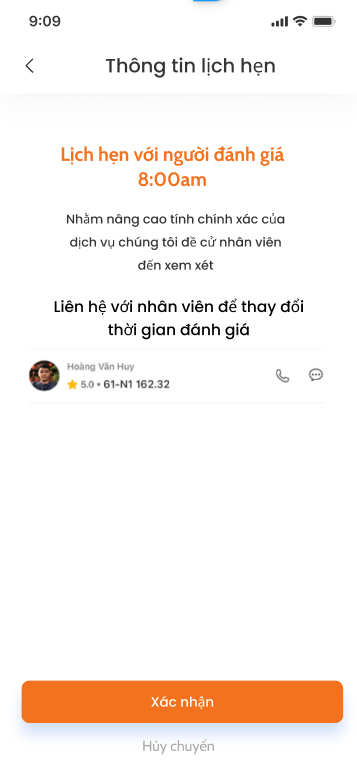 9:09
Thông tin lịch hẹn
Lịch hẹn với người đánh giá
8:00am
Nhằm nâng cao tính chính xác của
dịch vụ chúng tôi đề cử nhân viên
đến xem xét
Liên hệ với nhân viên để thay đổi
thời gian đánh giá
Hoàng Văn Huy
5.0 • 61-N1 162.32
Xác nhận
Hủy chuyến